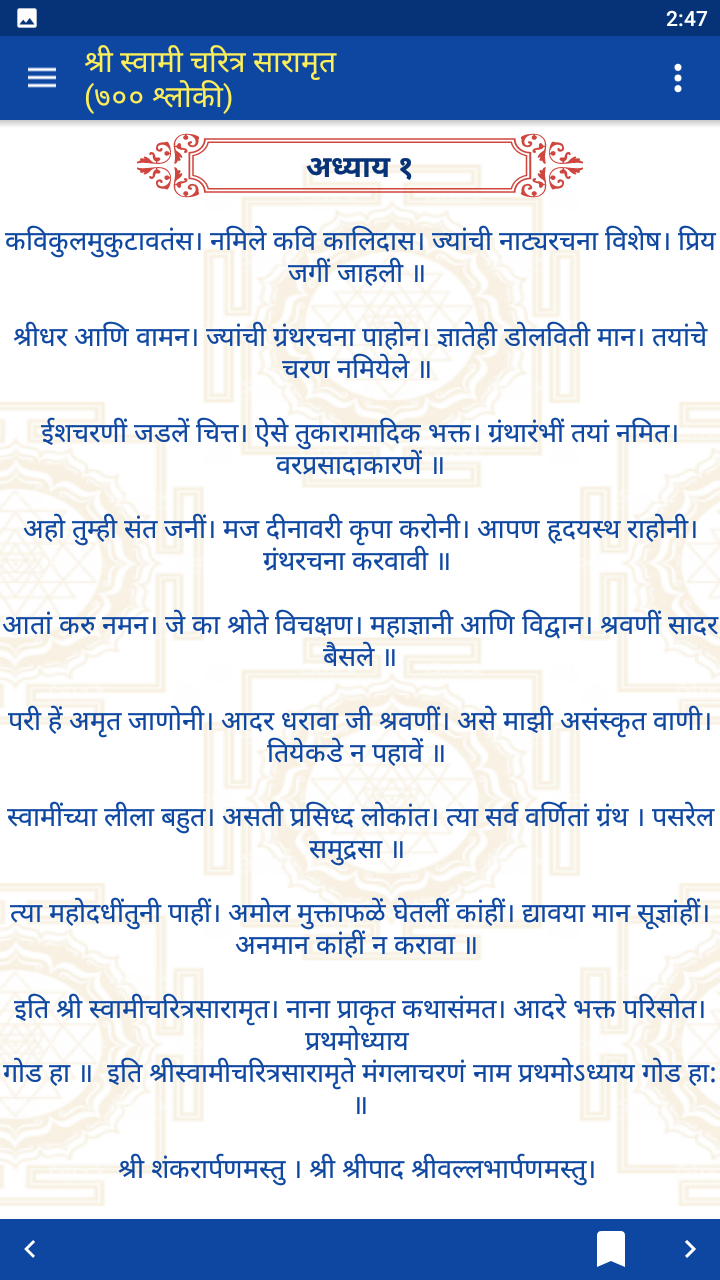 2:47
श्री स्वामी चरित्र सारामृत
(७०० श्लोकी)
अध्याय १
कविकुलमुकुटावतंस। नमिले कवि कालिदास। ज्यांची नाट्यरचना विशेष। प्रिय
जगीं जाहली ॥
श्रीधर आणि वामन। ज्यांची ग्रंथरचना पाहोन। ज्ञातेही डोलविती मान। तयांचे
चरण नमियेले ॥
ईशचरणीं जडलें चित्त। ऐसे तुकारामादिक भक्त। ग्रंथारंभीं तयां नमित।
वरप्रसादाकारणें ॥
अहो तुम्ही संत जनीं। मज दीनावरी कृपा करोनी। आपण हृदयस्थ राहोनी।
ग्रंथरचना करवावी ॥
आतां करु नमन। जे का श्रोते विचक्षण। महाज्ञानी आणि विद्वान। श्रवणीं सादर
बैसले ॥
परी हें अमृत जाणोनी। आदर धरावा जी श्रवणीं। असे माझी असंस्कृत वाणी।
तियेकडे न पहावें ॥
स्वामींच्या लीला बहुत। असती प्रसिध्द लोकांत। त्या सर्व वर्णितां ग्रंथ । पसरेल
समुद्रसा ॥
त्या महोदधींतुनी पाहीं। अमोल मुक्ताफळें घेतलीं कांहीं। द्यावया मान सूज्ञांहीं।
अनमान कांहीं न करावा ॥
इति श्री स्वामीचरित्रसारामृत। नाना प्राकृत कथासंमत। आदरे भक्त परिसोत।
प्रथमोध्याय
गोड हा ॥ इति श्रीस्वामीचरित्रसारामृते मंगलाचरणं नाम प्रथमोऽध्याय गोड हा:
॥
श्री शंकरार्पणमस्तु । श्री श्रीपाद श्रीवल्लभार्पणमस्तु।